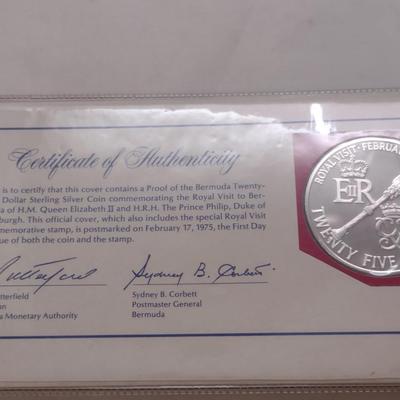 Certificate of Authenticity
is to certify that this cover contains a Proof of the Bermuda Twenty-
Dollar Sterling Silver Coin commemorating the Royal Visit to Ber-
a of H.M. Queen Elizabeth II and H.R.H. The Prince Philip, Duke of
burgh. This official cover, which also includes the special Royal Visit
memorative stamp, is postmarked on February 17, 1975, the First Day
ue of both the coin and the stamp.
Sydney B. Corbett
tterfield
an
a Monetary Authority
Sydney B. Corbett
Postmaster General
Bermuda
ROYAL VISIT · FEBRUA
E II R
TWENTY FIVE